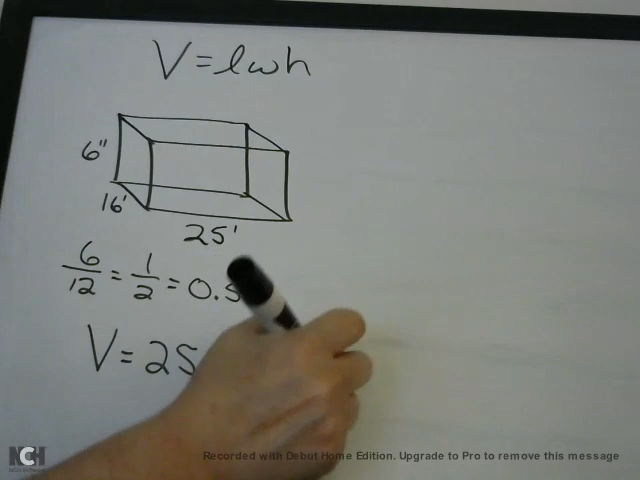 V = lwh
6"
16'
25'
6/12 = 1/2 = 0.5
V = 25
NCH
Recorded with Debut Home Edition. Upgrade to Pro to remove this message